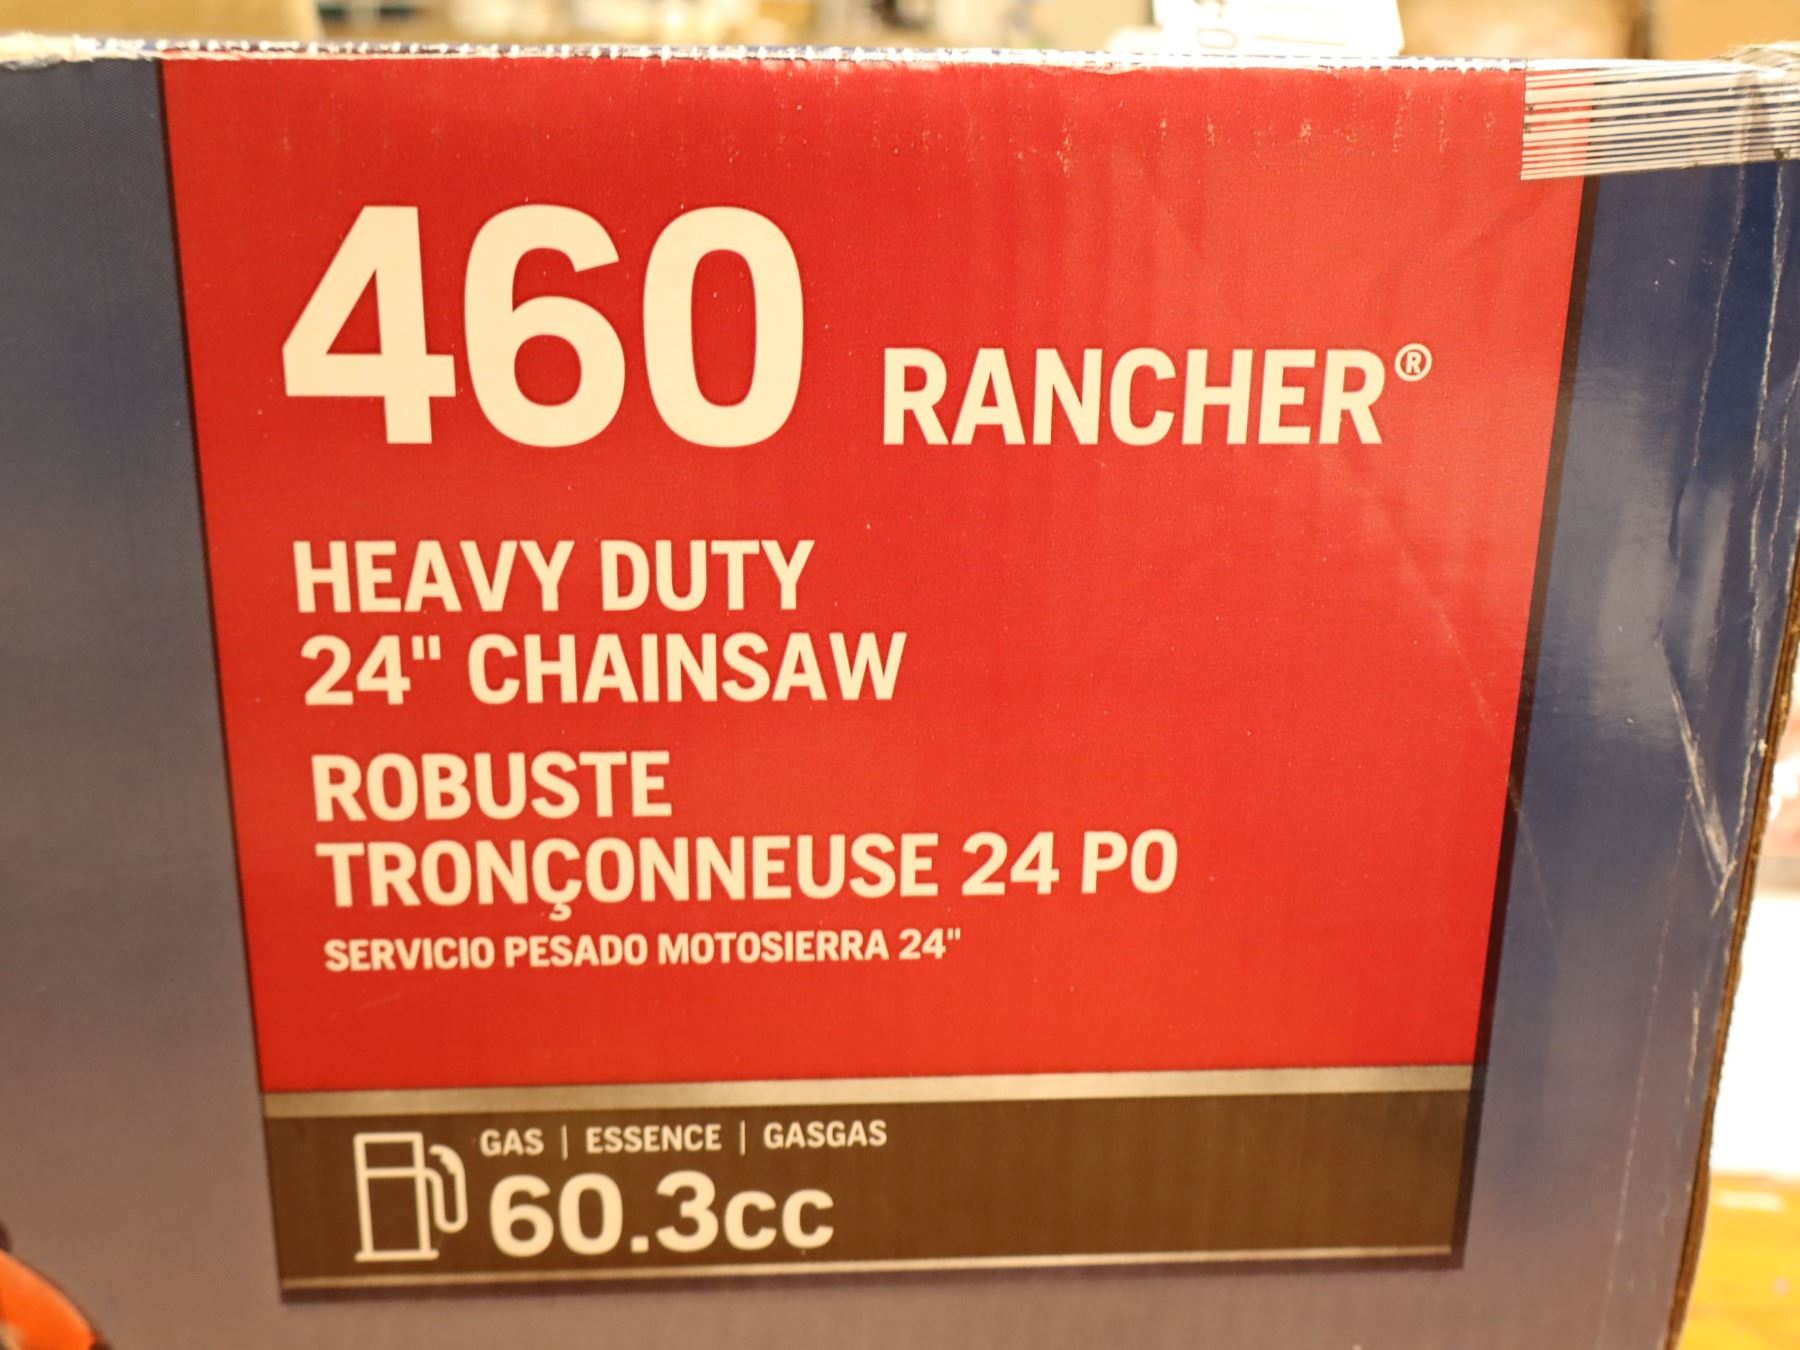 460 RANCHER®
HEAVY DUTY
24" CHAINSAW
ROBUSTE
TRONÇONNEUSE 24 PO
SERVICIO PESADO MOTOSIERRA 24"
GAS | ESSENCE | GASGAS
60.3cc